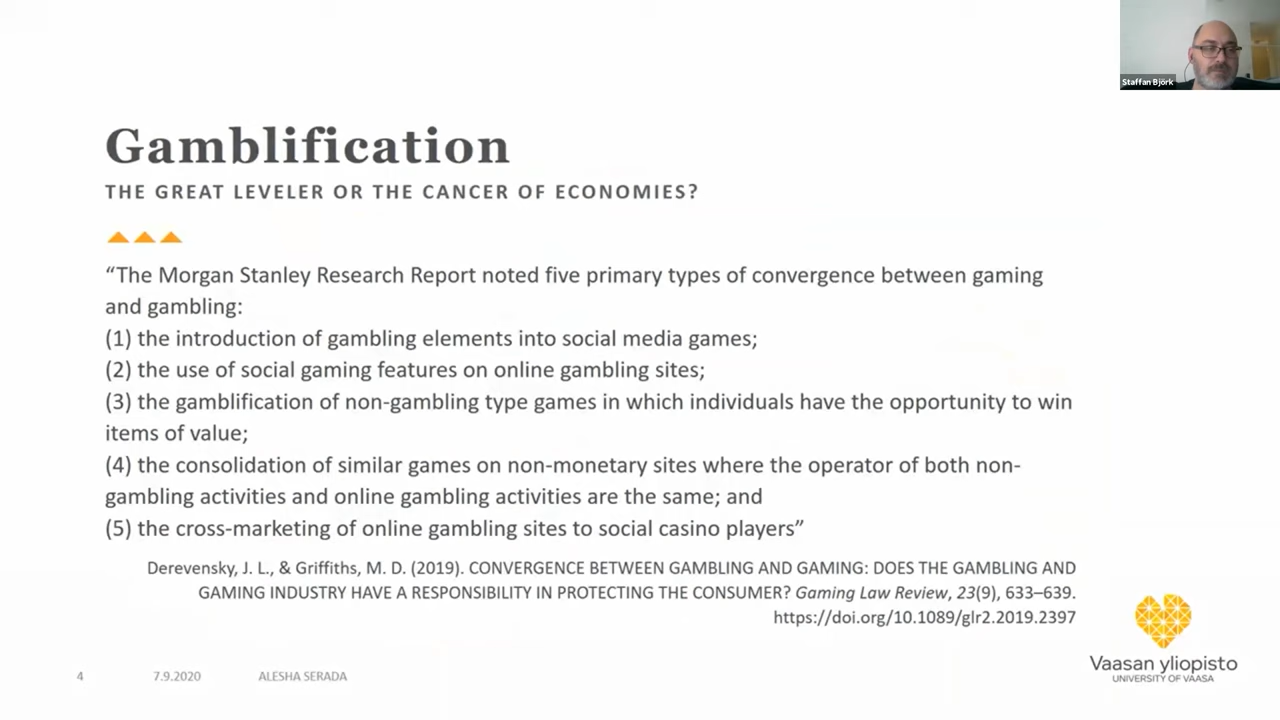 Staffan Björk
Gamblification
THE GREAT LEVELER OR THE CANCER OF ECONOMIES?
“The Morgan Stanley Research Report noted five primary types of convergence between gaming
and gambling:
(1) the introduction of gambling elements into social media games;
(2) the use of social gaming features on online gambling sites;
(3) the gamblification of non-gambling type games in which individuals have the opportunity to win
items of value;
(4) the consolidation of similar games on non-monetary sites where the operator of both non-
gambling activities and online gambling activities are the same; and
(5) the cross-marketing of online gambling sites to social casino players”
Derevensky, J. L., & Griffiths, M. D. (2019). CONVERGENCE BETWEEN GAMBLING AND GAMING: DOES THE GAMBLING AND
GAMING INDUSTRY HAVE A RESPONSIBILITY IN PROTECTING THE CONSUMER? Gaming Law Review, 23(9), 633–639.
https://doi.org/10.1089/glr2.2019.2397
Vaasan yliopisto
UNIVERSITY OF VAASA
4 7.9.2020 ALESHA SERADA